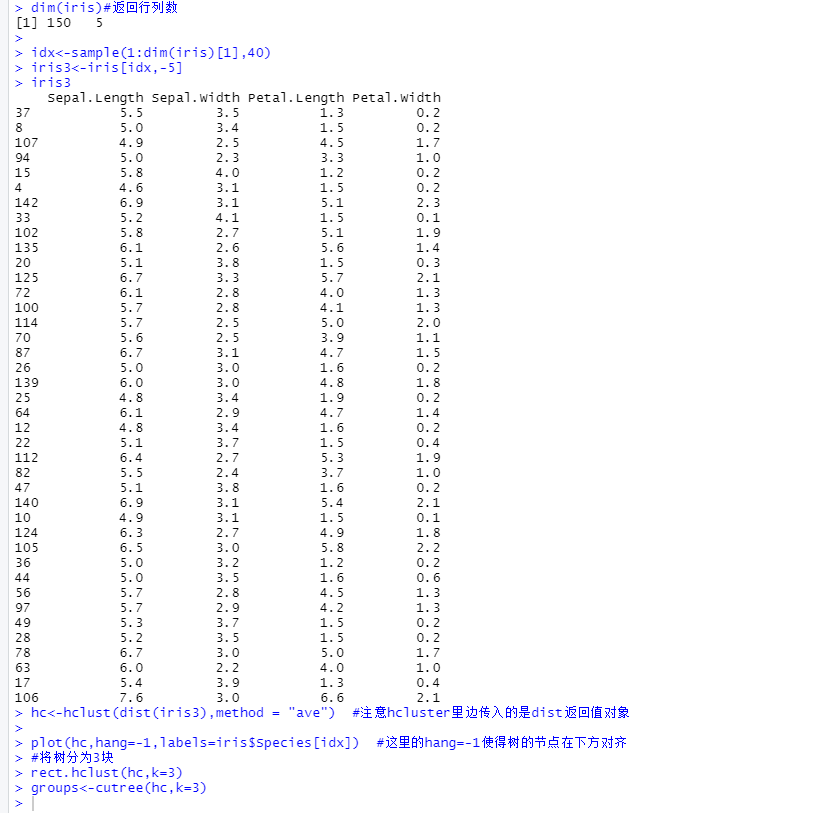 > dim(iris)#返回行列数
[1] 150   5
>
> idx<-sample(1:dim(iris)[1],40)
> iris3<-iris[idx,-5]
> iris3
    Sepal.Length Sepal.Width Petal.Length Petal.Width
37           5.5         3.5          1.3         0.2
8            5.0         3.4          1.5         0.2
107          4.9         2.5          4.5         1.7
94           5.0         2.3          3.3         1.0
15           5.8         4.0          1.2         0.2
4            4.6         3.1          1.5         0.2
142          6.9         3.1          5.1         2.3
33           5.2         4.1          1.5         0.1
102          5.8         2.7          5.1         1.9
135          6.1         2.6          5.6         1.4
20           5.1         3.8          1.5         0.3
125          6.7         3.3          5.7         2.1
72           6.1         2.8          4.0         1.3
100          5.7         2.8          4.1         1.3
114          5.7         2.5          5.0         2.0
70           5.6         2.5          3.9         1.1
87           6.7         3.1          4.7         1.5
26           5.0         3.0          1.6         0.2
139          6.0         3.0          4.8         1.8
25           4.8         3.4          1.9         0.2
64           6.1         2.9          4.7         1.4
12           4.8         3.4          1.6         0.2
22           5.1         3.7          1.5         0.4
112          6.4         2.7          5.3         1.9
82           5.5         2.4          3.7         1.0
47           5.1         3.8          1.6         0.2
140          6.9         3.1          5.4         2.1
10           4.9         3.1          1.5         0.1
124          6.3         2.7          4.9         1.8
105          6.5         3.0          5.8         2.2
36           5.0         3.2          1.2         0.2
44           5.0         3.5          1.6         0.6
56           5.7         2.8          4.5         1.3
97           5.7         2.9          4.2         1.3
49           5.3         3.7          1.5         0.2
28           5.2         3.5          1.5         0.2
78           6.7         3.0          5.0         1.7
63           6.0         2.2          4.0         1.0
17           5.4         3.9          1.3         0.4
106          7.6         3.0          6.6         2.1
> hc<-hclust(dist(iris3),method = "ave")  #注意hcluster里边传入的是dist返回值对象
>
> plot(hc,hang=-1,labels=iris$Species[idx])  #这里的hang=-1使得树的节点在下方对齐
> #将树分为3块
> rect.hclust(hc,k=3)
> groups<-cutree(hc,k=3)
>